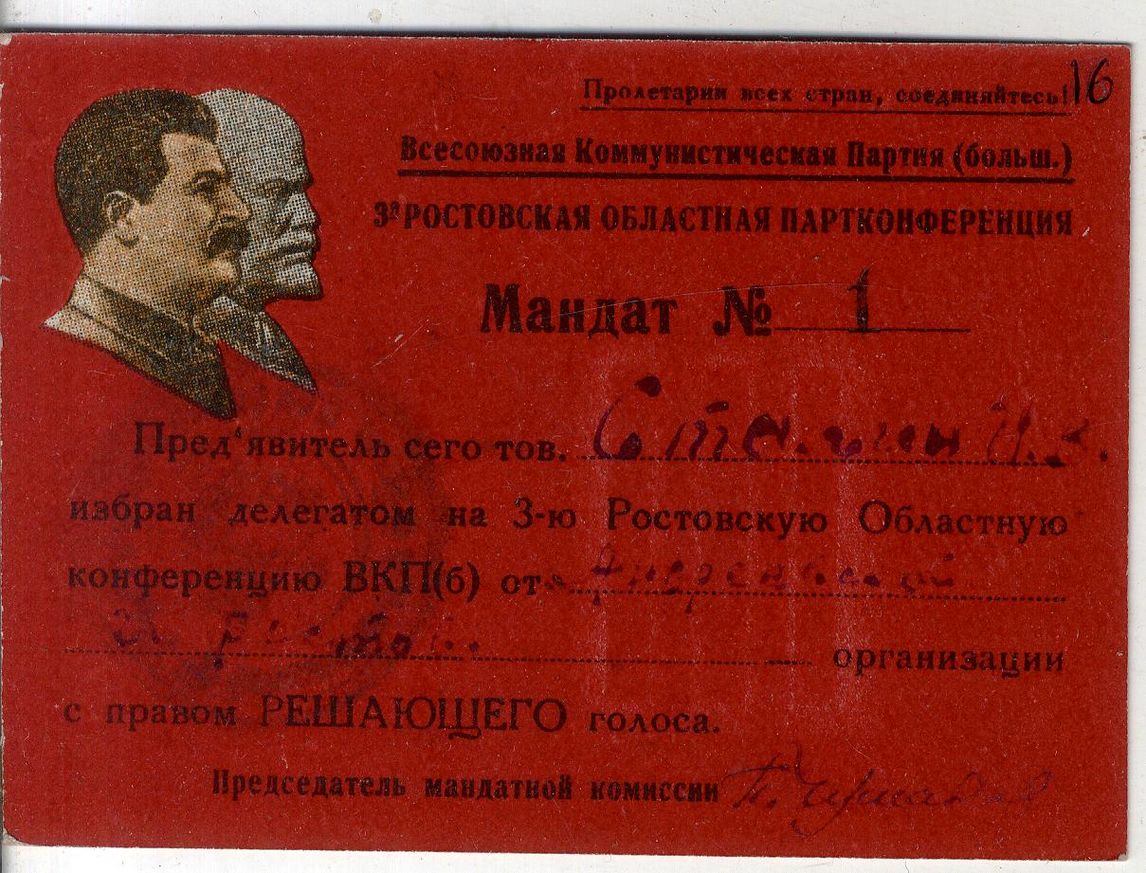 Пролетарии всех стран, соединяйтесь! 16
Всесоюзная Коммунистическая Партия (больш.)
3я РОСТОВСКАЯ ОБЛАСТНАЯ ПАРТКОНФЕРЕНЦИЯ
Мандат № 1
Пред'явитель сего тов. Сталин И. В.
избран делегатом на 3-ю Ростовскую Областную
конференцию ВКП(б) от
организации
с правом РЕШАЮЩЕГО голоса.
Председатель мандатной комиссии